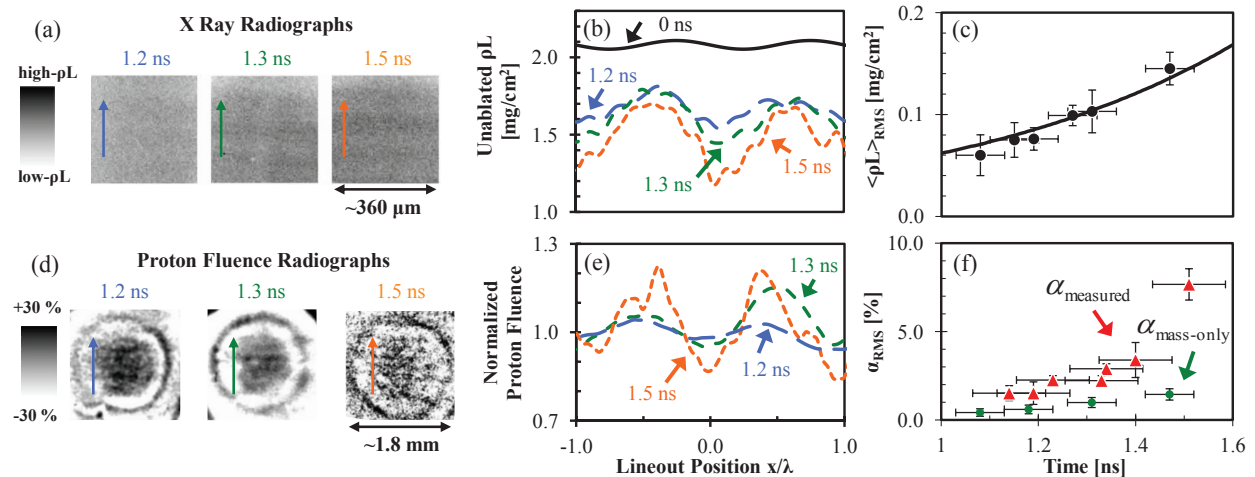 (a) X Ray Radiographs
high-ρL
low-ρL
1.2 ns 1.3 ns 1.5 ns
~360 μm
(b)
0 ns
1.2 ns
1.3 ns
1.5 ns
Unablated ρL
[mg/cm²]
2.0
1.5
1.0
(c)
<ρL>RMS [mg/cm²]
0.2
0.1
0.0
(d) Proton Fluence Radiographs
+30 %
-30 %
1.2 ns 1.3 ns 1.5 ns
~1.8 mm
(e)
1.3 ns
1.5 ns
1.2 ns
Normalized
Proton Fluence
1.3
1.0
0.7
-1.0 0.0 1.0
Lineout Position x/λ
(f)
αmeasured
αmass-only
αRMS [%]
10.0
5.0
0.0
1 1.2 1.4 1.6
Time [ns]